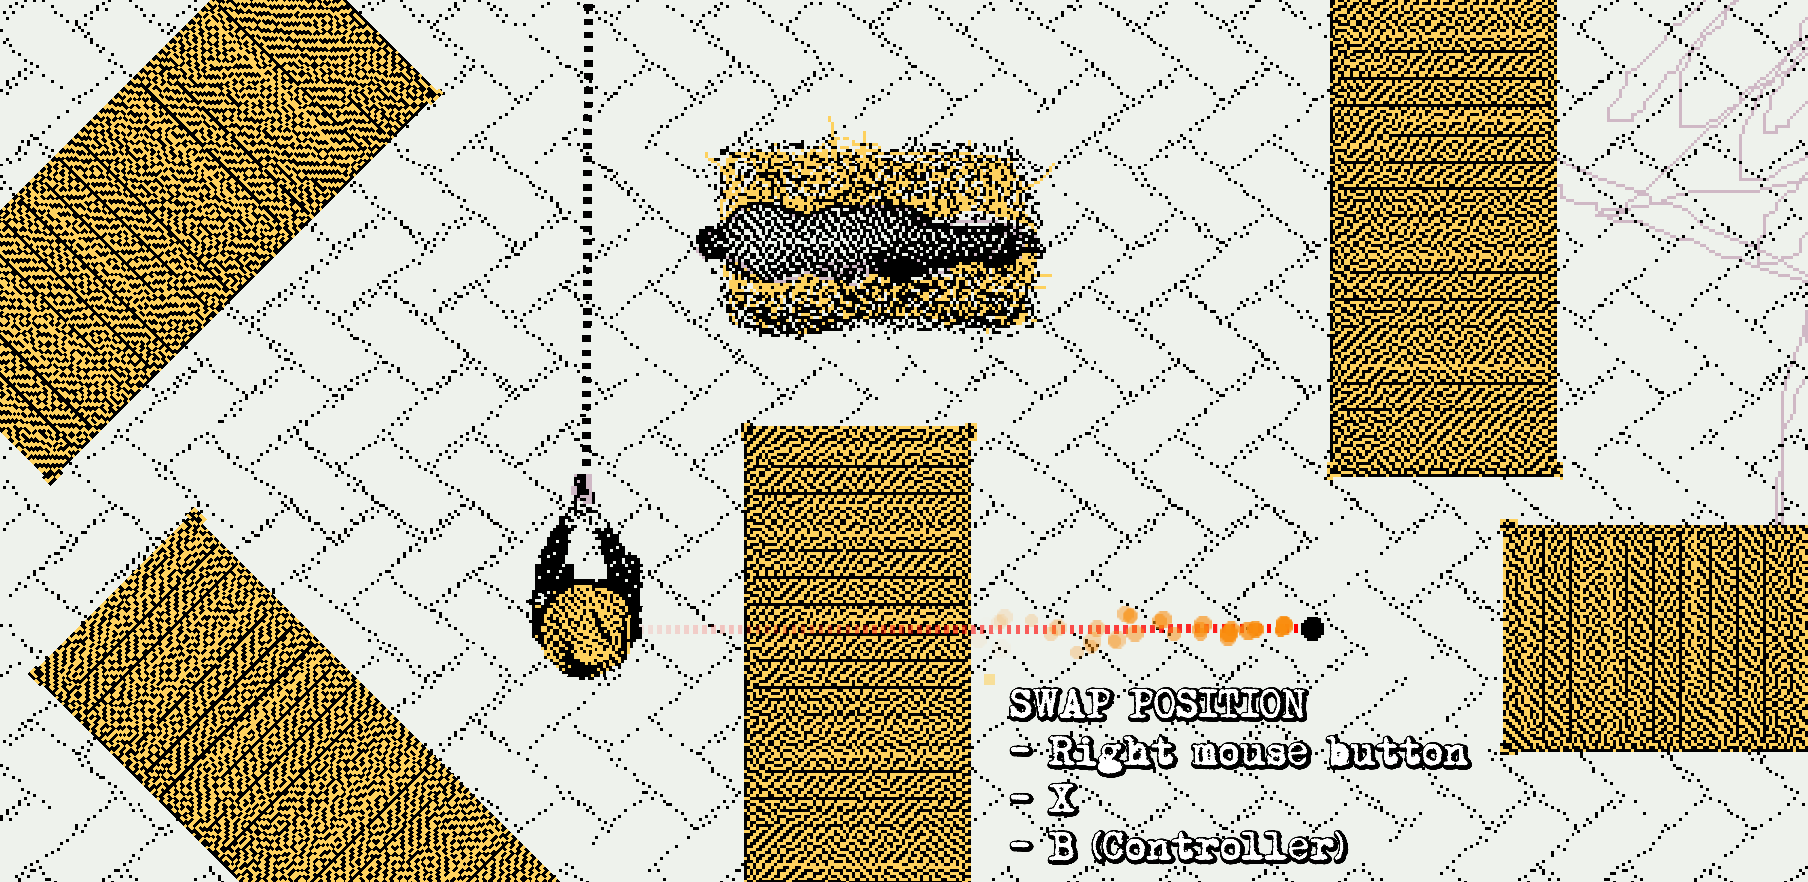 SWAP POSITION
- Right mouse button
- X
- B (Controller)